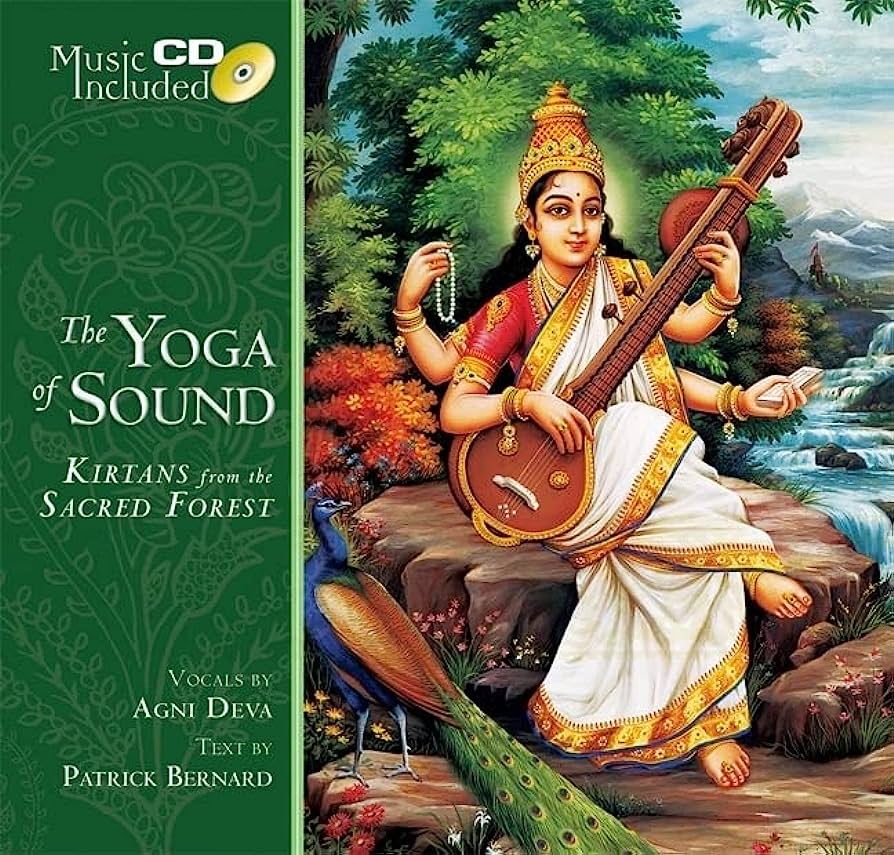 Music CD
Included
The YOGA
of SOUND
KIRTANS from the
SACRED FOREST
VOCALS BY
AGNI DEVA
TEXT BY
PATRICK BERNARD